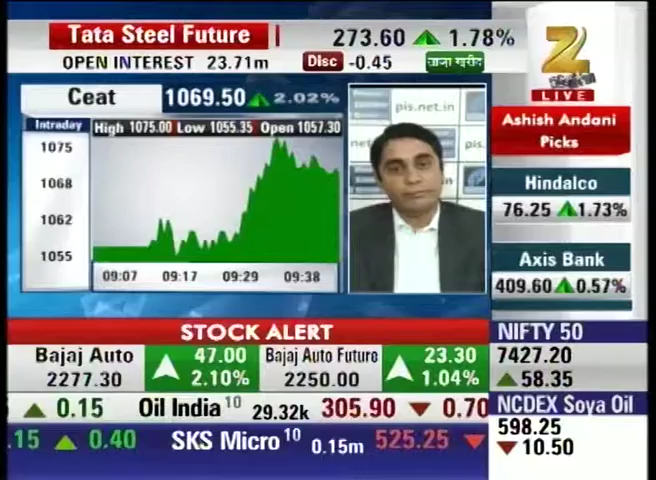 Tata Steel Future
273.60 1.78%
OPEN INTEREST 23.71m Disc -0.45 ताज़ा खरीद
Z
LIVE
Ceat 1069.50 2.02%
Intraday High 1075.00 Low 1055.35 Open 1057.30
1075
1068
1062
1055
09:07 09:17 09:29 09:38
pis.net.in
net
pis.
Ashish Andani
Picks
Hindalco
76.25 1.73%
Axis Bank
409.60 0.57%
STOCK ALERT
Bajaj Auto 47.00 Bajaj Auto Future 23.30
2277.30 2.10% 2250.00 1.04%
NIFTY 50
7427.20
58.35
0.15 Oil India 10 29.32k 305.90 0.70
.15 0.40 SKS Micro 10 0.15m 525.25
NCDEX Soya Oil
598.25
10.50